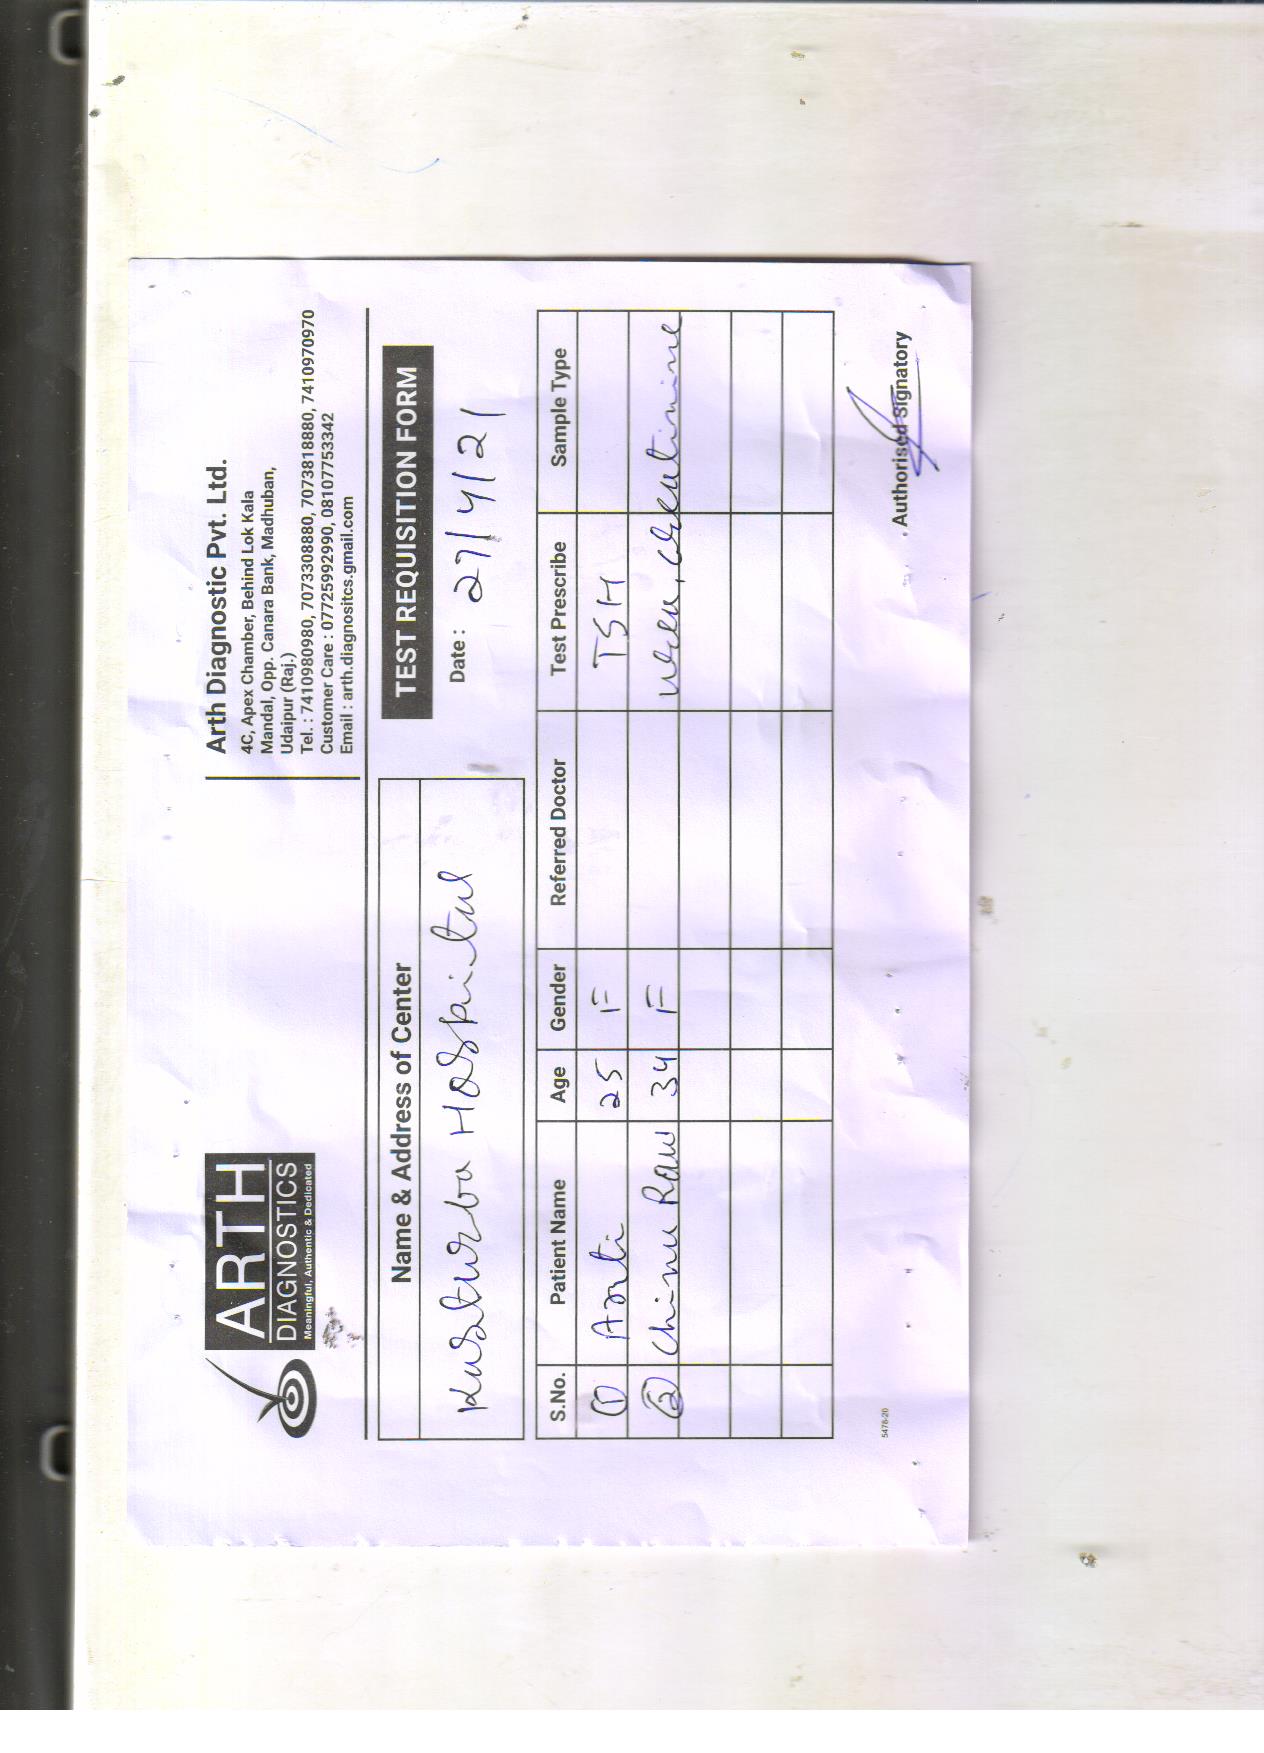 ARTH
DIAGNOSTICS
Meaningful, Authentic & Dedicated
Arth Diagnostic Pvt. Ltd.
4C, Apex Chamber, Behind Lok Kala
Mandal, Opp. Canara Bank, Madhuban,
Udaipur (Raj.)
Tel. : 7410980980, 7073308880, 7073818880, 7410970970
Customer Care : 07725992990, 08107753342
Email : arth.diagnositcs.gmail.com
Name & Address of Center
Kasturba Hospital
TEST REQUISITION FORM
Date : 27/4/21
S.No. Patient Name Age Gender Referred Doctor Test Prescribe Sample Type
1 Arti 25 F TSH
2 Chinu 34 F urea, creatinine
5478-20
Authorised Signatory